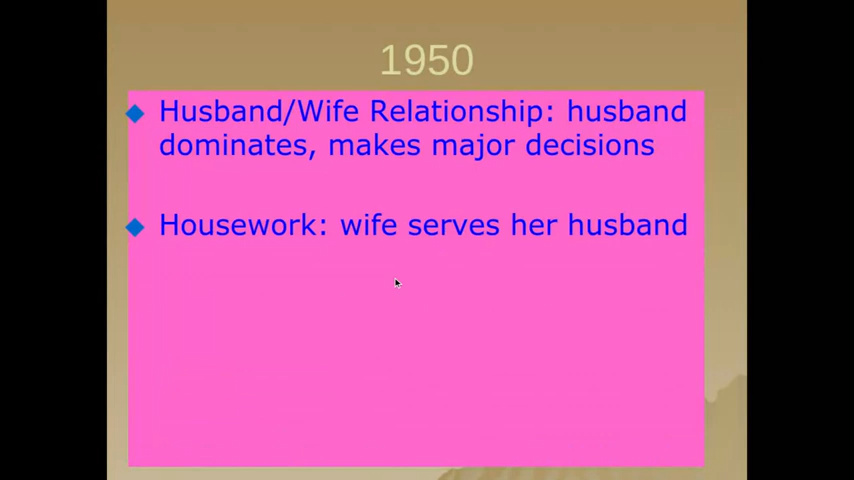 1950
Husband/Wife Relationship: husband
dominates, makes major decisions
Housework: wife serves her husband